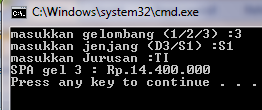 C:\Windows\system32\cmd.exe
masukkan gelombang (1/2/3) :3
masukkan jenjang (D3/S1) :S1
masukkan Jurusan :TI
SPA gel 3 : Rp.14.400.000
Press any key to continue . . .